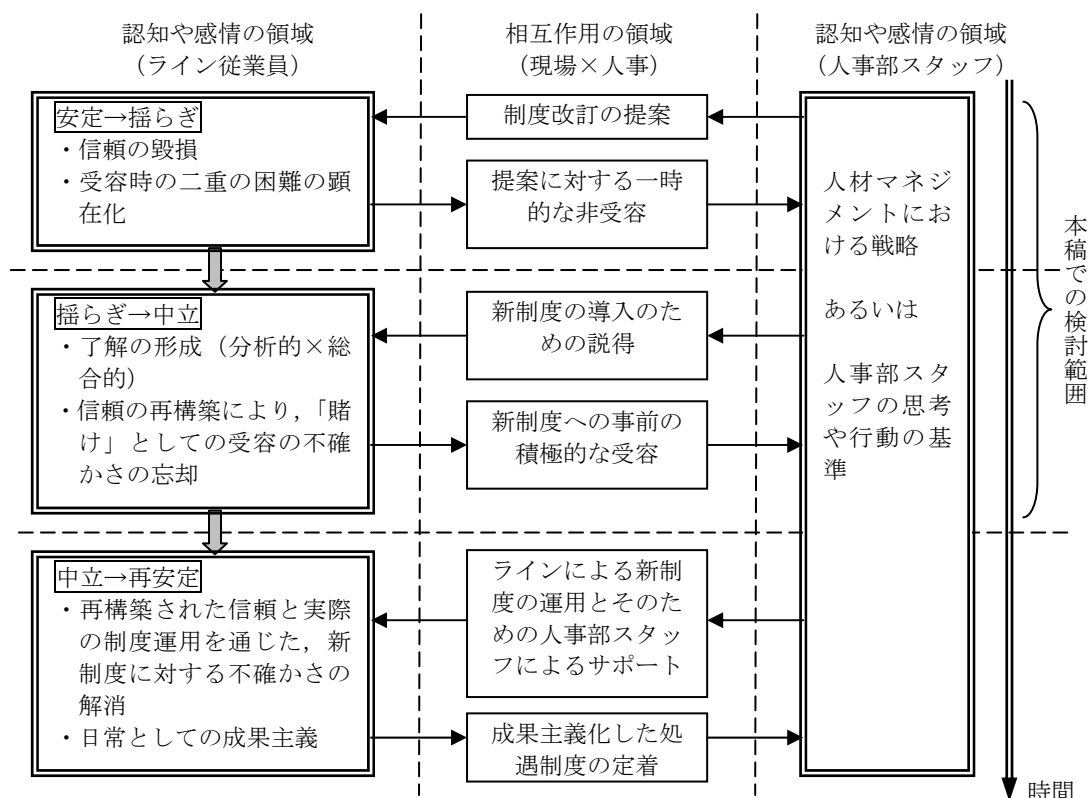 認知や感情の領域
（ライン従業員）
相互作用の領域
（現場×人事）
認知や感情の領域
（人事部スタッフ）
安定→揺らぎ
・信頼の毀損
・受容時の二重の困難の顕
在化
制度改訂の提案
提案に対する一時
的な非受容
揺らぎ→中立
・了解の形成（分析的×総
合的）
・信頼の再構築により，「賭
け」としての受容の不確
かさの忘却
新制度の導入のた
めの説得
新制度への事前の
積極的な受容
中立→再安定
・再構築された信頼と実際
の制度運用を通じた，新
制度に対する不確かさの
解消
・日常としての成果主義
ラインによる新制
度の運用とそのた
めの人事部スタッ
フによるサポート
成果主義化した処
遇制度の定着
人材マネジ
メントにお
ける戦略
あるいは
人事部スタ
ッフの思考
や行動の基
準
本稿での検討範囲
時間